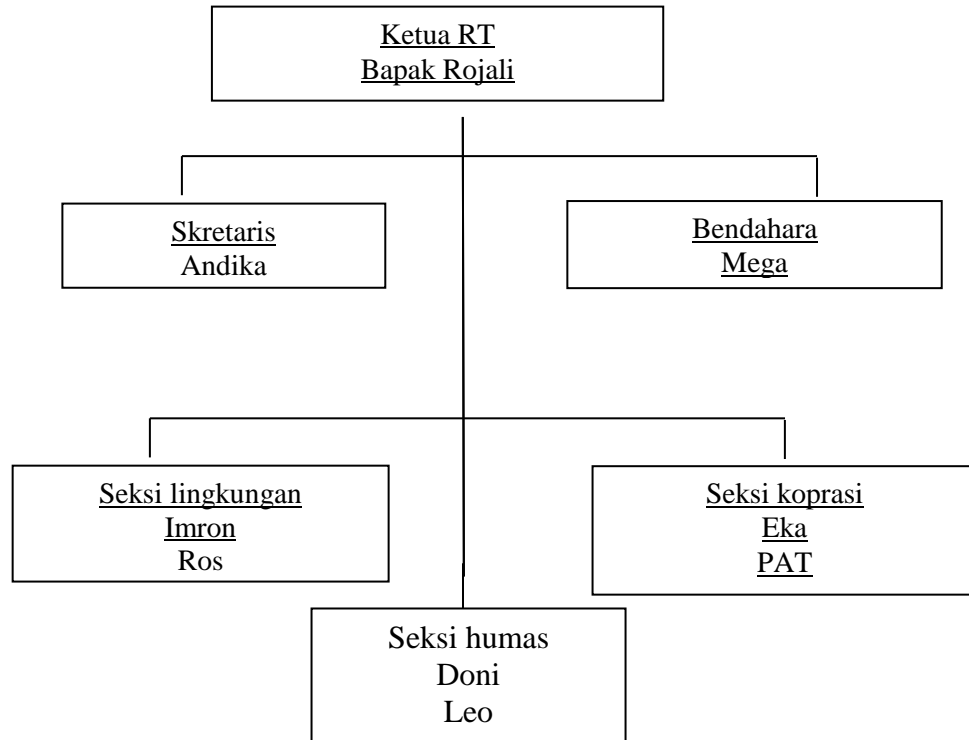 Ketua RT
Bapak Rojali
Skretaris
Andika
Bendahara
Mega
Seksi lingkungan
Imron
Ros
Seksi koprasi
Eka
PAT
Seksi humas
Doni
Leo